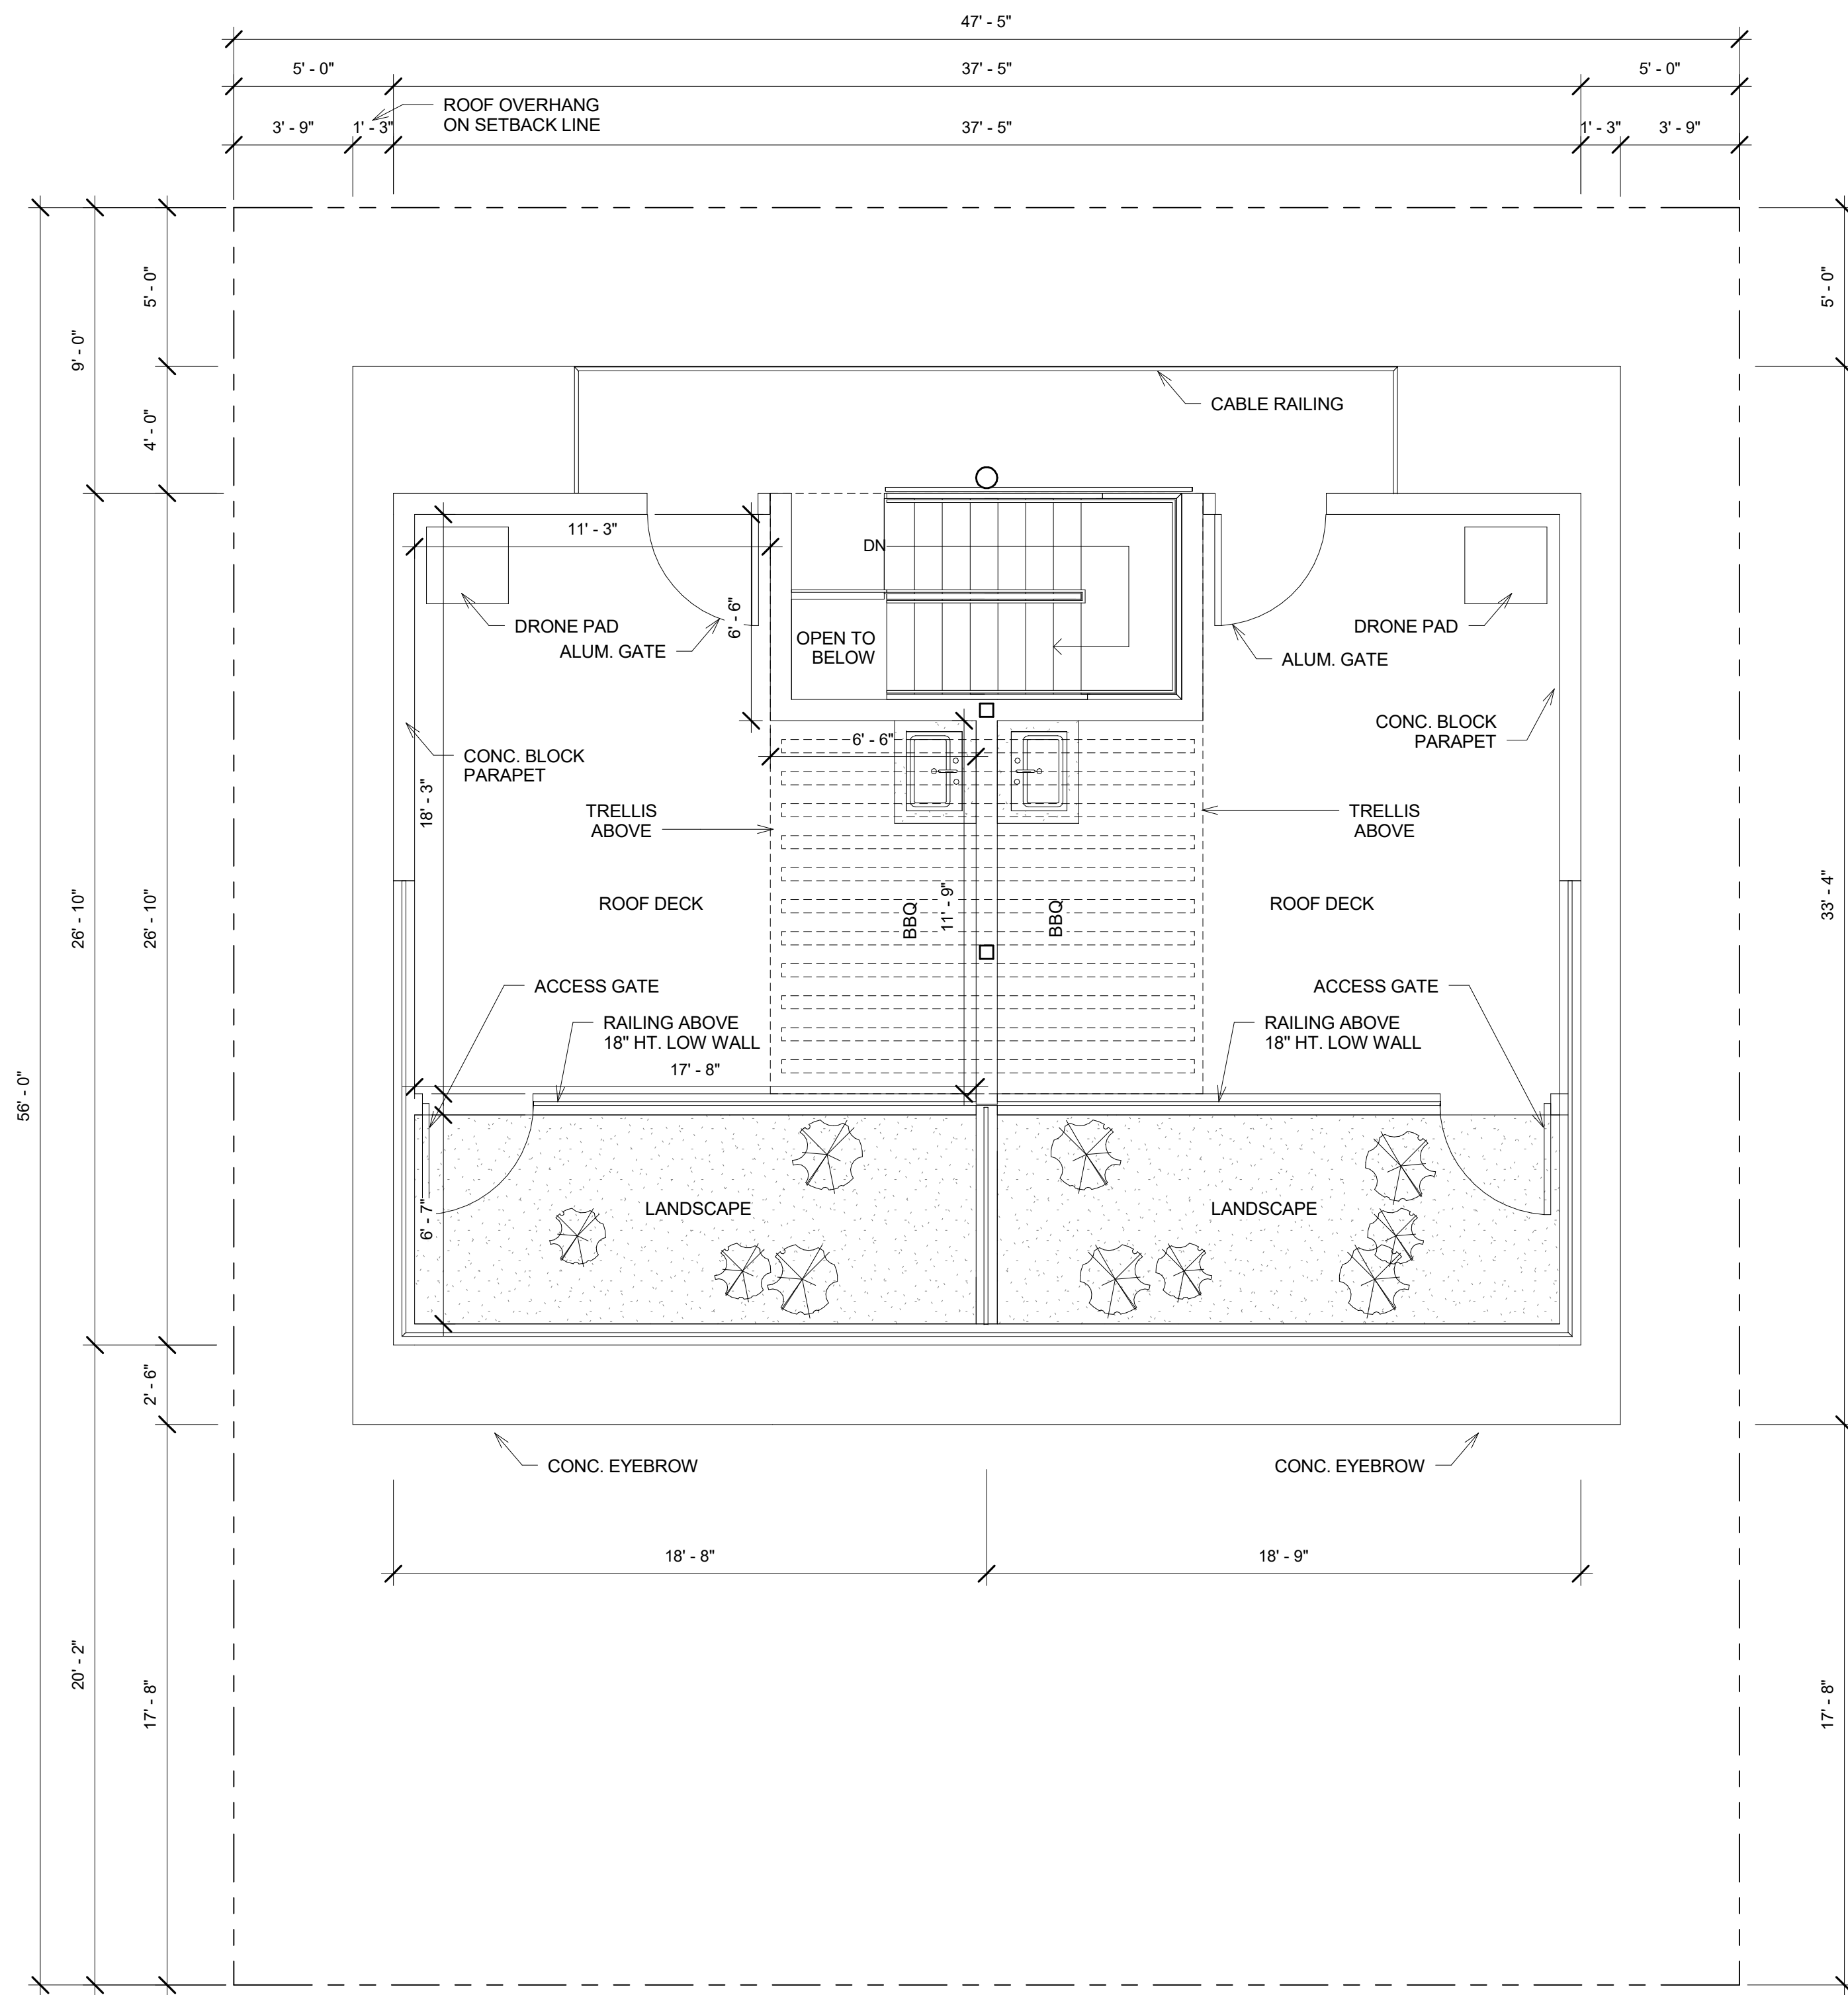 47' - 5"
5' - 0"
37' - 5"
5' - 0"
ROOF OVERHANG
ON SETBACK LINE
3' - 9"
1' - 3"
37' - 5"
1' - 3"
3' - 9"
5' - 0"
5' - 0"
9' - 0"
4' - 0"
CABLE RAILING
11' - 3"
DN
6' - 6"
DRONE PAD
DRONE PAD
ALUM. GATE
OPEN TO
BELOW
ALUM. GATE
CONC. BLOCK
PARAPET
CONC. BLOCK
PARAPET
6' - 6"
18' - 3"
TRELLIS
ABOVE
TRELLIS
ABOVE
ROOF DECK
BBQ
11' - 9"
BBQ
ROOF DECK
26' - 10"
26' - 10"
33' - 4"
ACCESS GATE
ACCESS GATE
RAILING ABOVE
18" HT. LOW WALL
RAILING ABOVE
18" HT. LOW WALL
17' - 8"
56' - 0"
LANDSCAPE
LANDSCAPE
6' - 7"
2' - 6"
CONC. EYEBROW
CONC. EYEBROW
18' - 8"
18' - 9"
20' - 2"
17' - 8"
17' - 8"